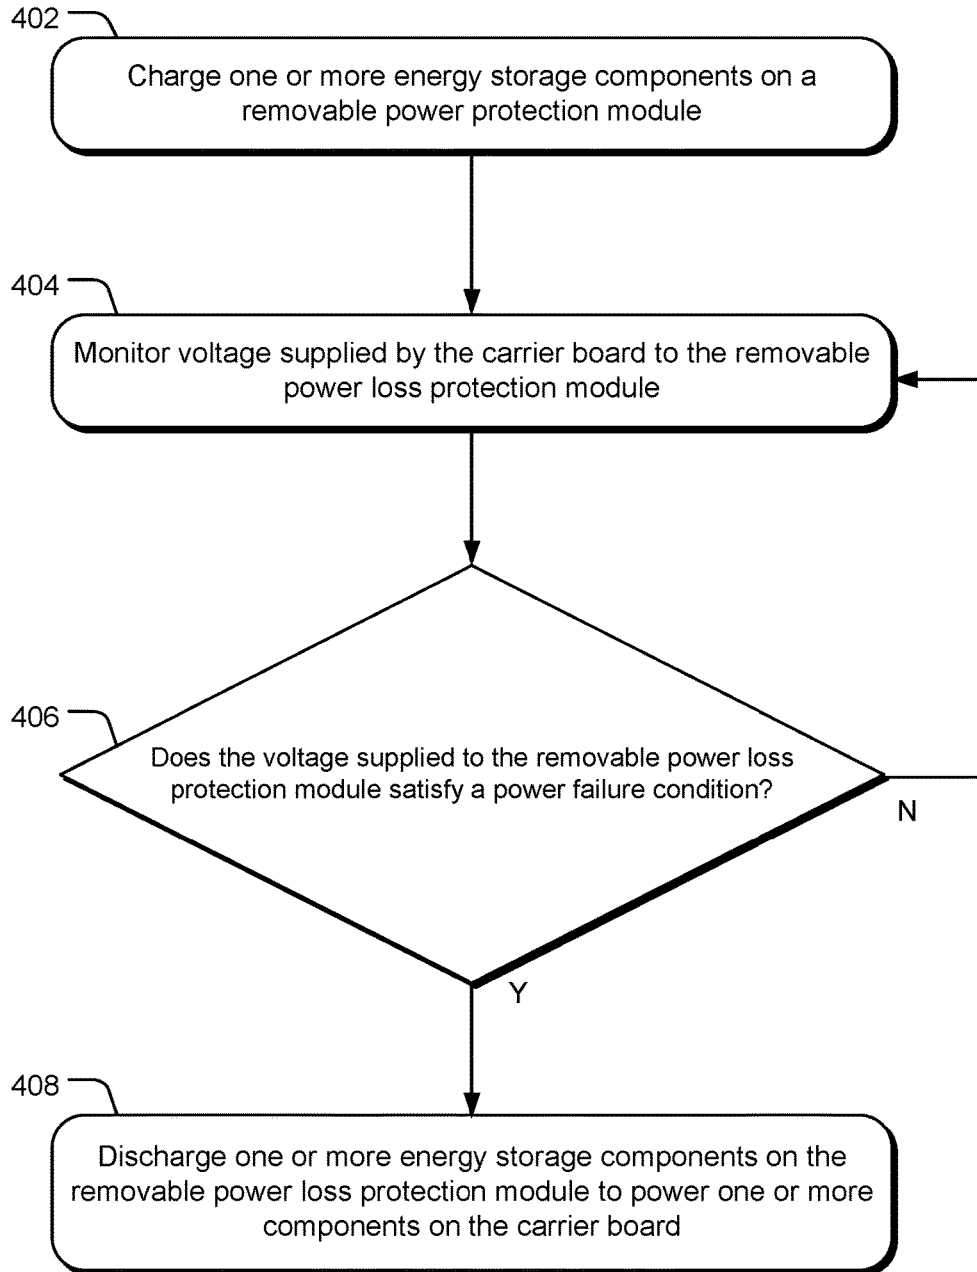 402
Charge one or more energy storage components on a
removable power protection module
404
Monitor voltage supplied by the carrier board to the removable
power loss protection module
406
Does the voltage supplied to the removable power loss
protection module satisfy a power failure condition?
N
Y
408
Discharge one or more energy storage components on the
removable power loss protection module to power one or more
components on the carrier board